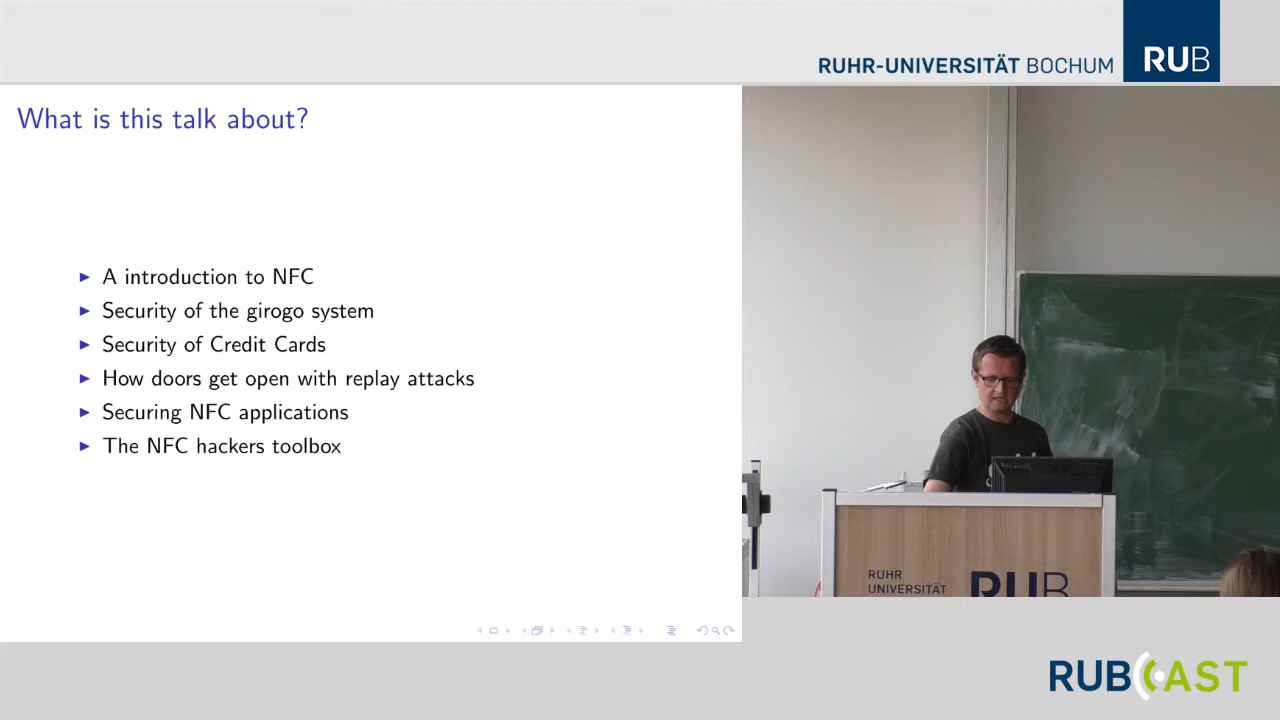 RUHR-UNIVERSITÄT BOCHUM
RUB
What is this talk about?
A introduction to NFC
Security of the girogo system
Security of Credit Cards
How doors get open with replay attacks
Securing NFC applications
The NFC hackers toolbox
RUHR
UNIVERSITÄT
RUB
RUBCAST